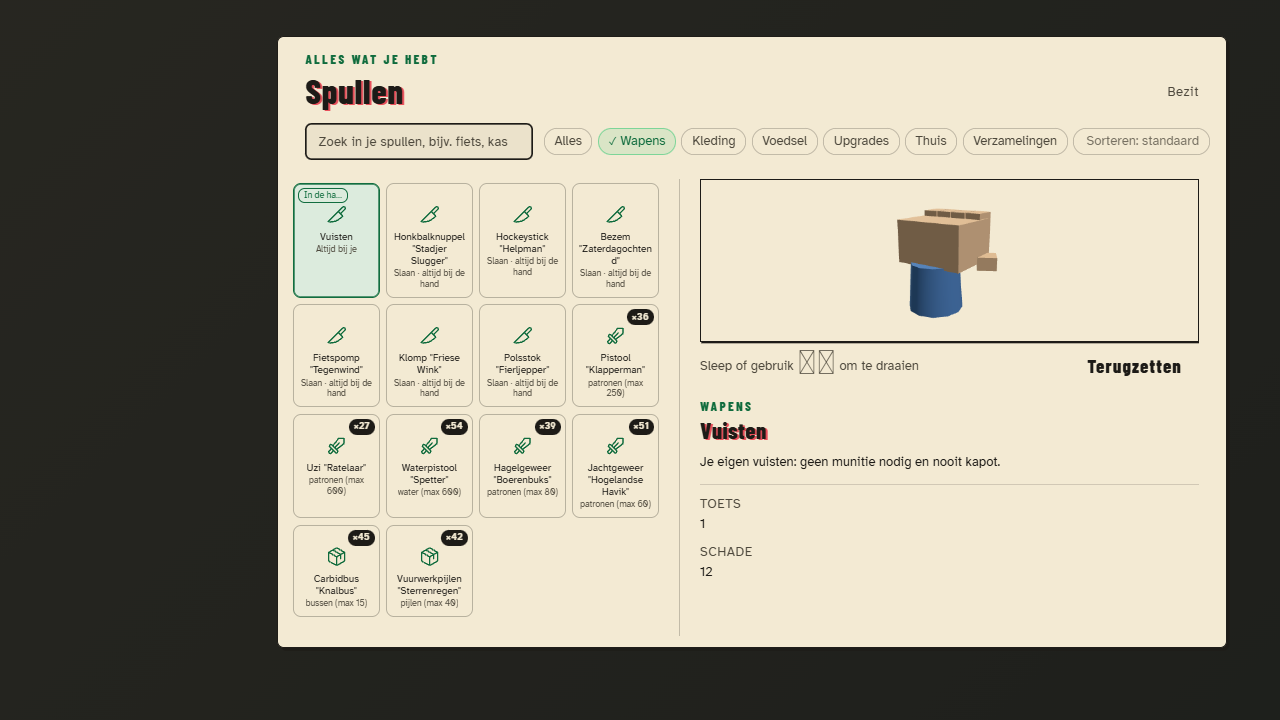 ALLES WAT JE HEBT
Spullen
Bezit
Zoek in je spullen, bijv. fiets, kas
Alles
✓ Wapens
Kleding
Voedsel
Upgrades
Thuis
Verzamelingen
Sorteren: standaard
In de ha...
Vuisten
Altijd bij je
Honkbalknuppel
"Stadjer
Slugger"
Slaan · altijd bij de
hand
Hockeystick
"Helpman"
Slaan · altijd bij de
hand
Bezem
"Zaterdagochten
d"
Slaan · altijd bij de
hand
Fietspomp
"Tegenwind"
Slaan · altijd bij de
hand
Klomp "Friese
Wink"
Slaan · altijd bij de
hand
Polsstok
"Fierljepper"
Slaan · altijd bij de
hand
×36
Pistool
"Klapperman"
patronen (max
250)
×27
Uzi "Ratelaar"
patronen (max
600)
×54
Waterpistool
"Spetter"
water (max 600)
×39
Hagelgeweer
"Boerenbuks"
patronen (max 80)
×51
Jachtgeweer
"Hogelandse
Havik"
patronen (max 60)
×45
Carbidbus
"Knalbus"
bussen (max 15)
×42
Vuurwerkpijlen
"Sterrenregen"
pijlen (max 40)
Sleep of gebruik om te draaien
Terugzetten
WAPENS
Vuisten
Je eigen vuisten: geen munitie nodig en nooit kapot.
TOETS
1
SCHADE
12